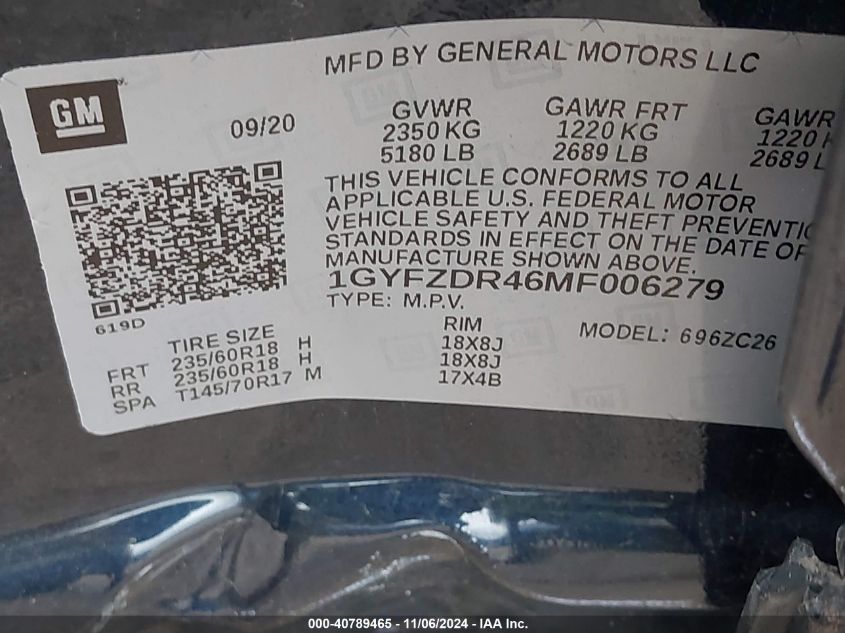 MFD BY GENERAL MOTORS LLC
GM
09/20
GVWR GAWR FRT GAWR
2350 KG 1220 KG 1220
5180 LB 2689 LB 2689
THIS VEHICLE CONFORMS TO ALL
APPLICABLE U.S. FEDERAL MOTOR
VEHICLE SAFETY AND THEFT
STANDARDS IN EFFECT ON THE DATE OF
MANUFACTURE SHOWN ABOVE.
1GYFZDR46MF006279
TYPE: M.P.V.
619D
TIRE SIZE RIM MODEL: 696ZC26
FRT 235/60R18 H 18X8J
RR 235/60R18 H 18X8J
SPA T145/70R17 M 17X4B
000-40789465 - 11/06/2024 - IAA Inc.